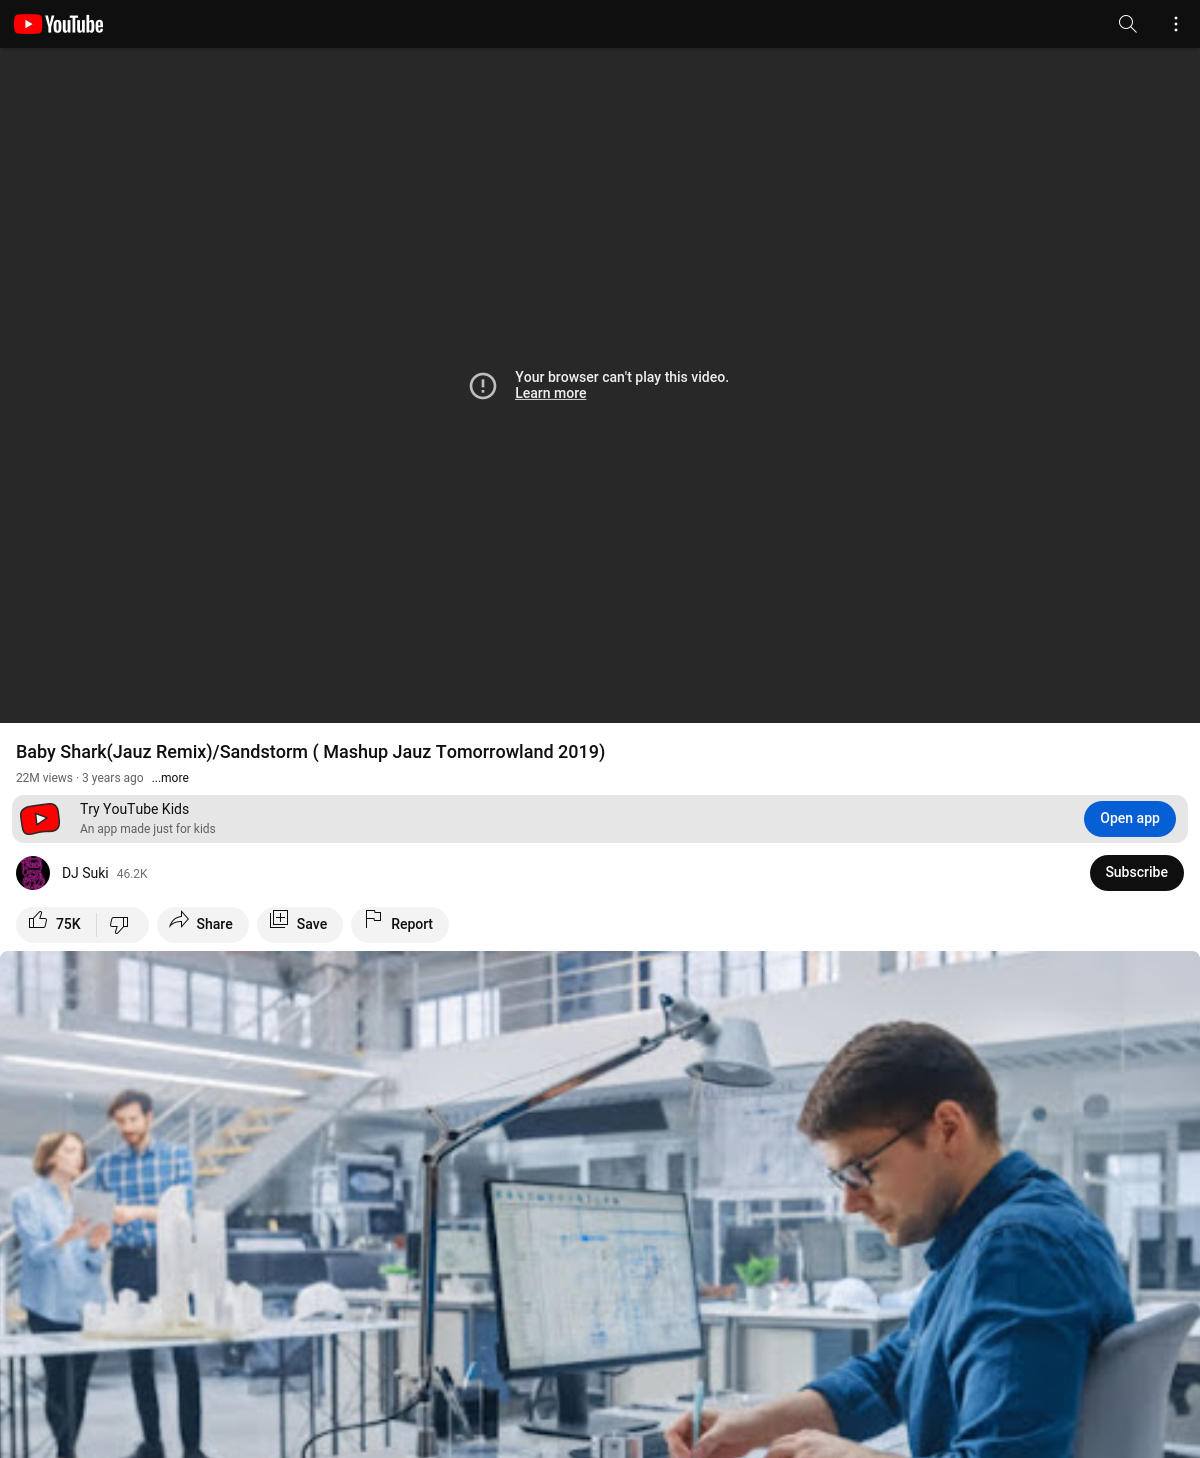 YouTube
Your browser can't play this video.
Learn more
Baby Shark(Jauz Remix)/Sandstorm ( Mashup Jauz Tomorrowland 2019)
22M views · 3 years ago ...more
Try YouTube Kids
An app made just for kids
Open app
DJ Suki 46.2K
Subscribe
75K
Share
Save
Report